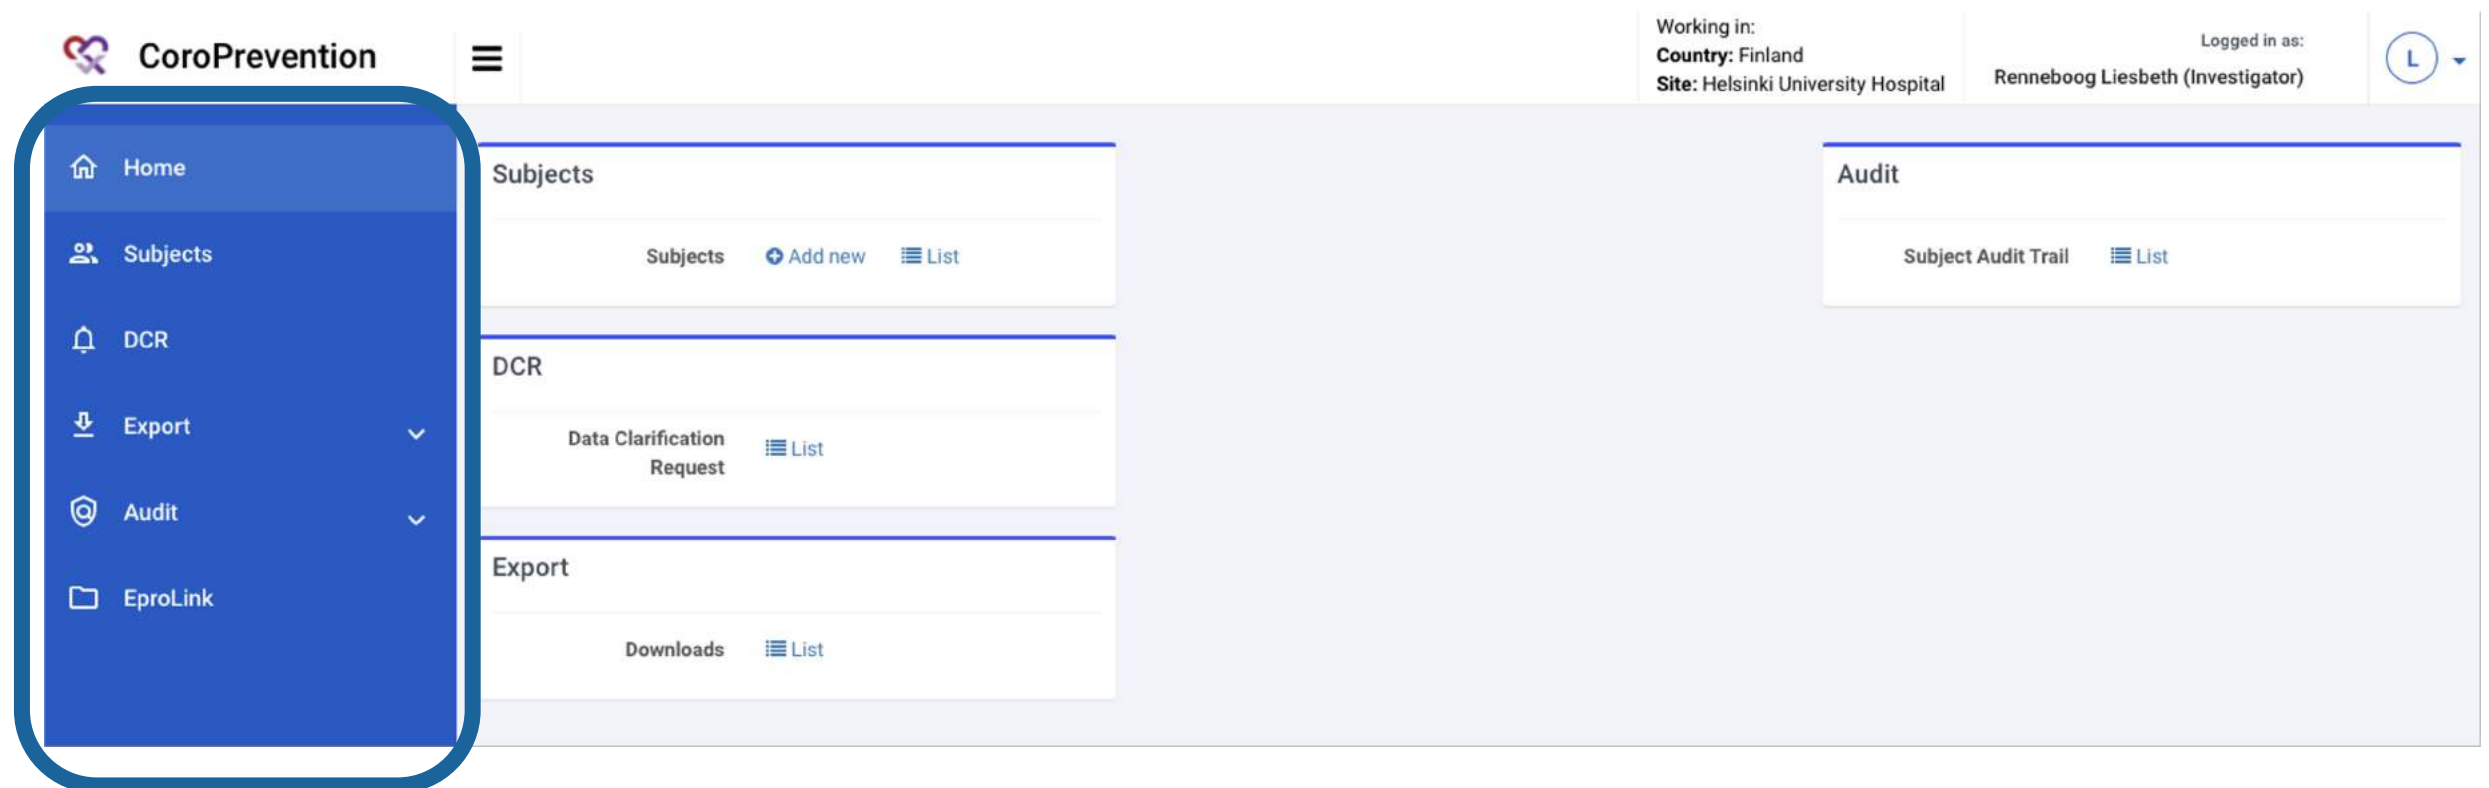 CoroPrevention
Working in:
Country: Finland
Site: Helsinki University Hospital
Logged in as:
Renneboog Liesbeth (Investigator)
L
Home
Subjects
DCR
Export
Audit
EproLink
Subjects
Subjects Add new List
DCR
Data Clarification
Request
List
Export
Downloads List
Audit
Subject Audit Trail List